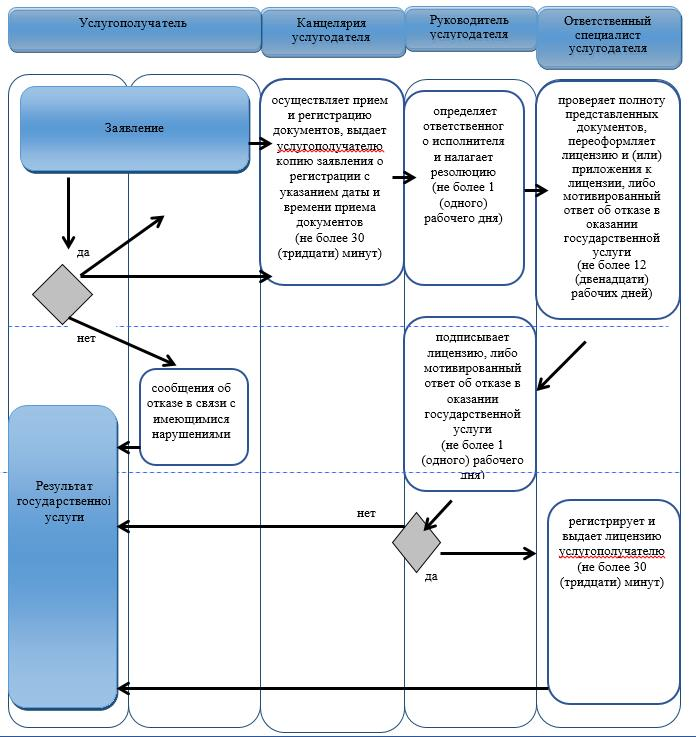 Услугополучатель
Канцелярия
услугодателя
Руководитель
услугодателя
Ответственный
специалист
услугодателя
Заявление
осуществляет прием
и регистрацию
документов, выдает
услугополучателю
копию заявления о
регистрации с
указанием даты и
времени приема
документов
(не более 30
(тридцати) минут)
определяет
ответственног
о исполнителя
и налагает
резолюцию
(не более 1
(одного)
рабочего дня)
проверяет полноту
представленных
документов,
переоформляет
лицензию и (или)
приложения к
лицензии, либо
мотивированный
ответ об отказе в
оказании
государственной
услуги
(не более 12
(двенадцати)
рабочих дней)
да
нет
сообщения об
отказе в связи с
имеющимися
нарушениями
подписывает
лицензию, либо
мотивированный
ответ об отказе в
оказании
государственной
услуги
(не более 1
(одного) рабочего
дня)
Результат
государственной
услуги
нет
да
регистрирует и
выдает лицензию
услугополучателю
(не более 30
(тридцати) минут)